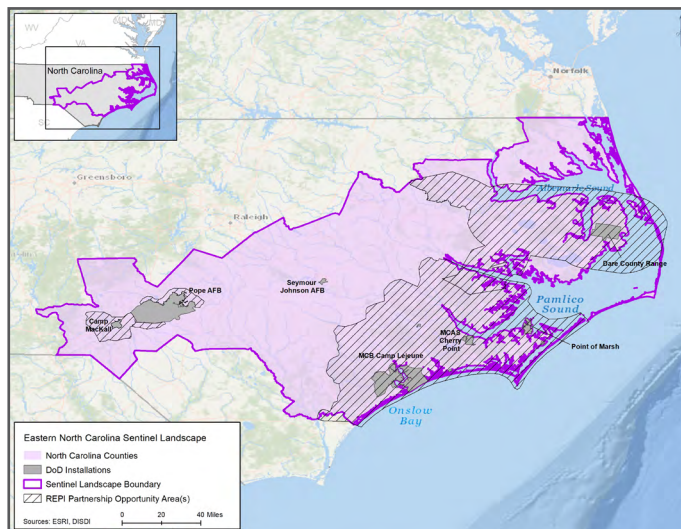 WV
VA
North Carolina
SC
Norfolk
Greensboro
Raleigh
Albemarle Sound
Dare County Range
Pope AFB
Seymour
Johnson AFB
Camp
MacKall
Pamlico
Sound
MCAS
Cherry
Point
Point of Marsh
MCB Camp Lejeune
Onslow
Bay
Eastern North Carolina Sentinel Landscape
North Carolina Counties
DoD Installations
Sentinel Landscape Boundary
REPI Partnership Opportunity Area(s)
Sources: ESRI, DISDI
0 20 40 Miles